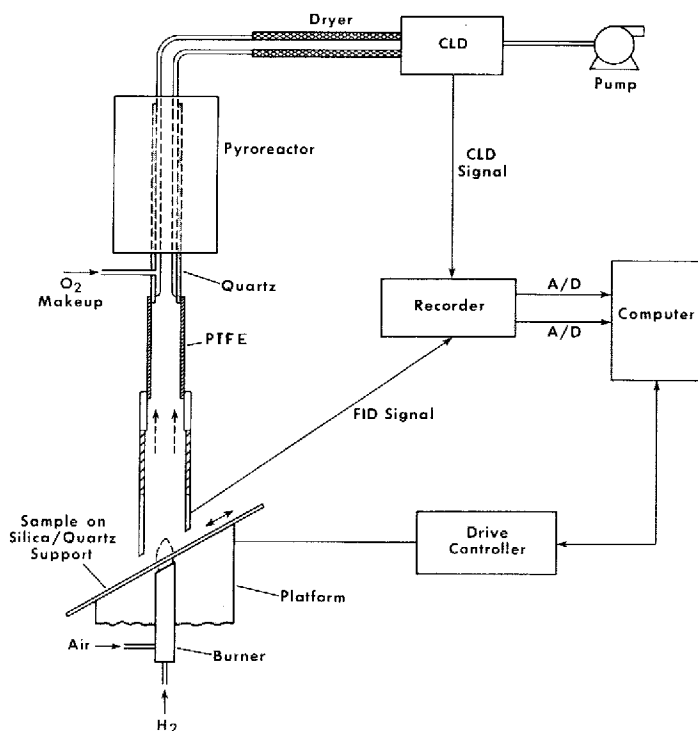 Dryer
CLD
Pump
Pyroreactor
CLD
Signal
O2
Makeup
Quartz
Recorder
A/D
A/D
Computer
PTFE
FID Signal
Sample on
Silica/Quartz
Support
Drive
Controller
Platform
Air
Burner
H2